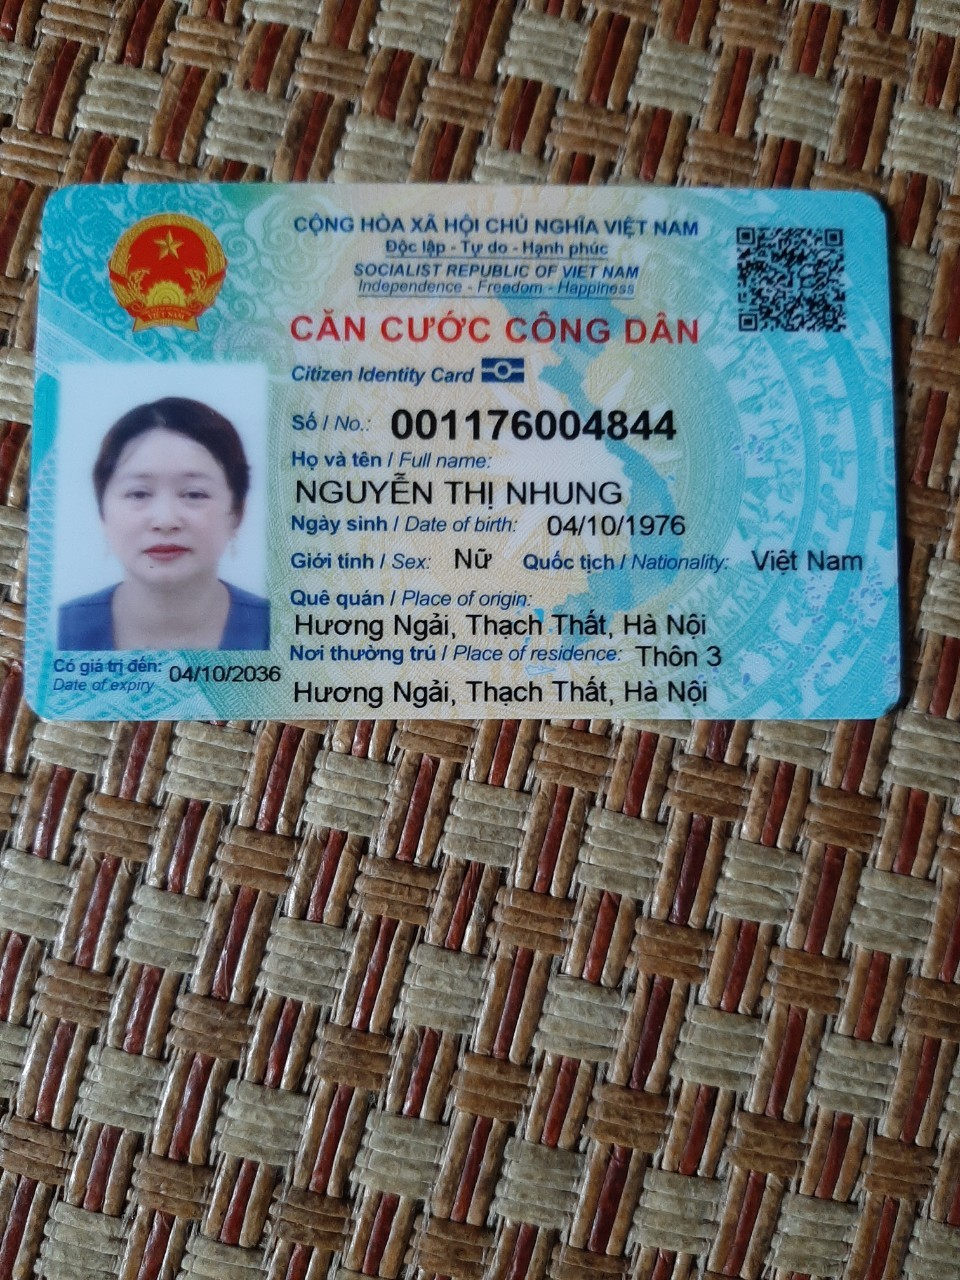 CỘNG HÒA XÃ HỘI CHỦ NGHĨA VIỆT NAM
Độc lập - Tự do - Hạnh phúc
SOCIALIST REPUBLIC OF VIET NAM
Independence - Freedom - Happiness
CĂN CƯỚC CÔNG DÂN
Citizen Identity Card
Số / No.: 001176004844
Họ và tên / Full name:
NGUYỄN THỊ NHUNG
Ngày sinh / Date of birth: 04/10/1976
Giới tính / Sex: Nữ Quốc tịch / Nationality: Việt Nam
Quê quán / Place of origin:
Hương Ngải, Thạch Thất, Hà Nội
Nơi thường trú / Place of residence: Thôn 3
Hương Ngải, Thạch Thất, Hà Nội
Có giá trị đến: 04/10/2036
Date of expiry